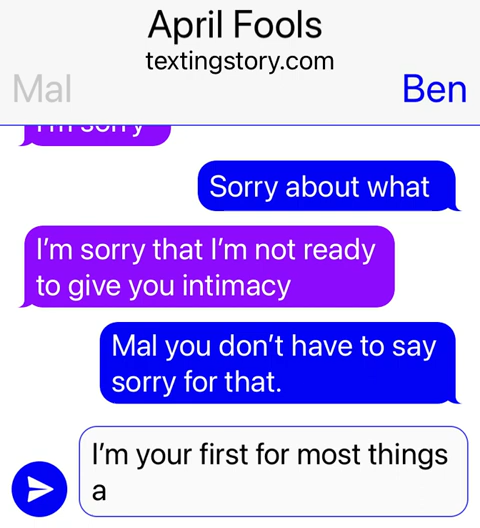 April Fools
textingstory.com
Mal
Ben
I'm sorry
Sorry about what
I'm sorry that I'm not ready
to give you intimacy
Mal you don't have to say
sorry for that.
I'm your first for most things
a